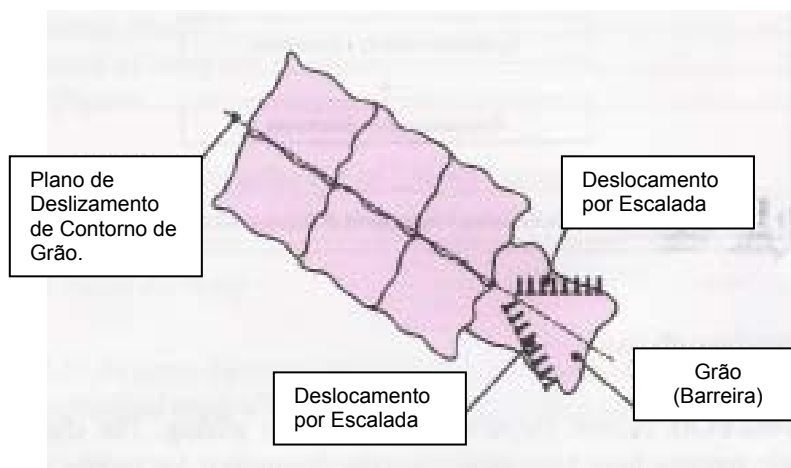 Plano de
Deslizamento
de Contorno de
Grão.
Deslocamento
por Escalada
Deslocamento
por Escalada
Grão
(Barreira)